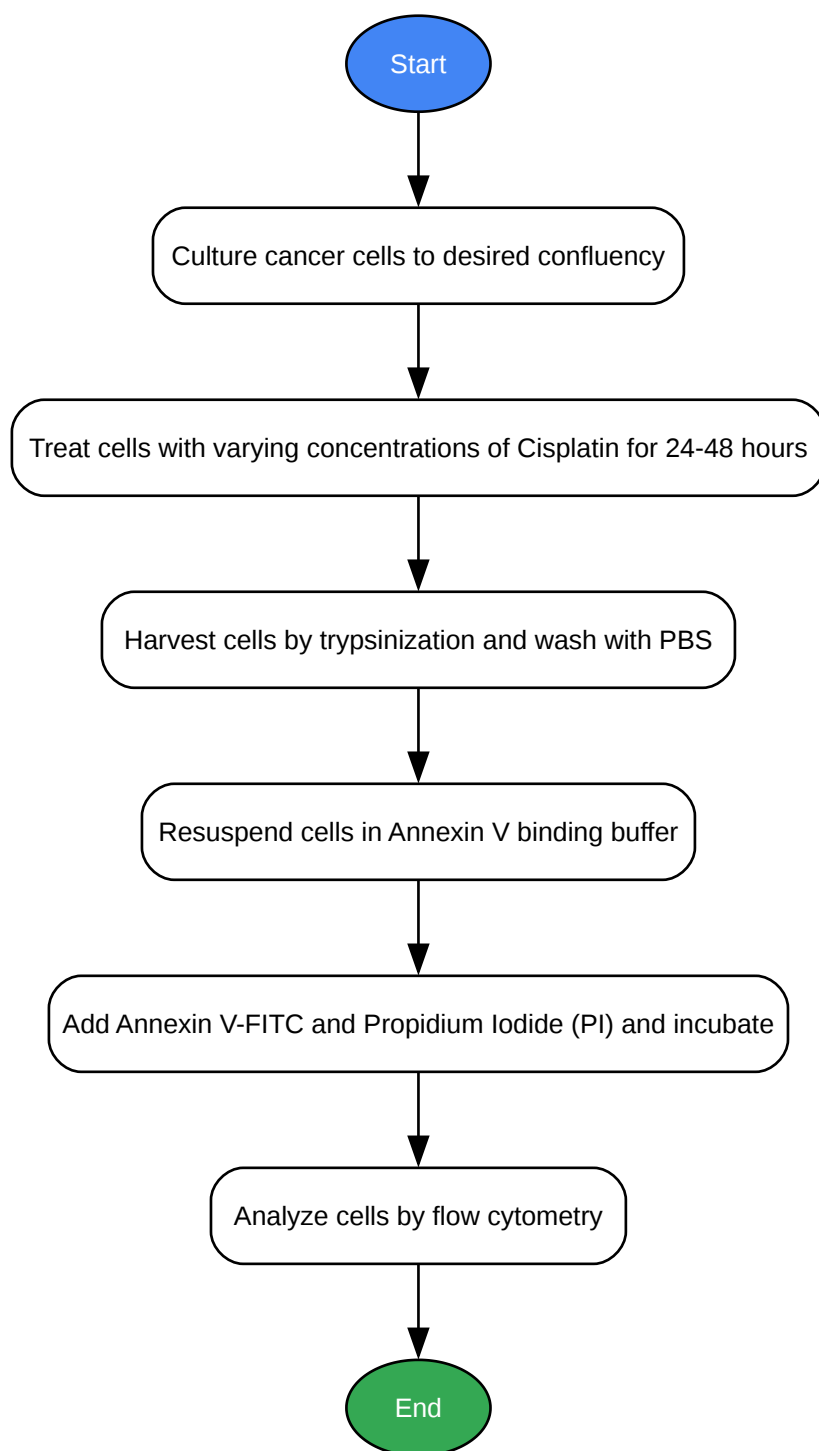 Start
Culture cancer cells to desired confluency
Treat cells with varying concentrations of Cisplatin for 24-48 hours
Harvest cells by trypsinization and wash with PBS
Resuspend cells in Annexin V binding buffer
Add Annexin V-FITC and Propidium Iodide (PI) and incubate
Analyze cells by flow cytometry
End